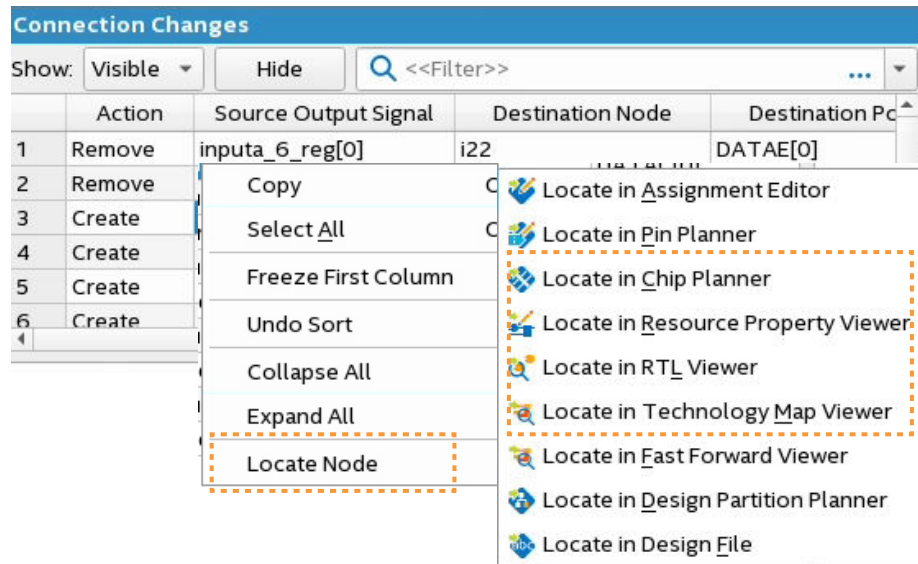 Connection Changes
Show: Visible Hide <<Filter>> ...
Action Source Output Signal Destination Node Destination Po
1 Remove inputa_6_reg[0] i22 DATAE[0]
2 Remove
3 Create
4 Create
5 Create
6 Create
Copy C
Select All C
Freeze First Column
Undo Sort
Collapse All
Expand All
Locate Node
Locate in Assignment Editor
Locate in Pin Planner
Locate in Chip Planner
Locate in Resource Property Viewer
Locate in RTL Viewer
Locate in Technology Map Viewer
Locate in Fast Forward Viewer
Locate in Design Partition Planner
abc Locate in Design File